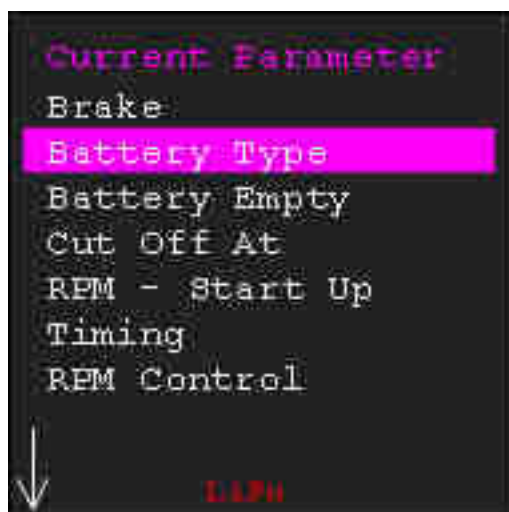 Current Parameter
Brake
Battery Type
Battery Empty
Cut Off At
RPM - Start Up
Timing
RPM Control